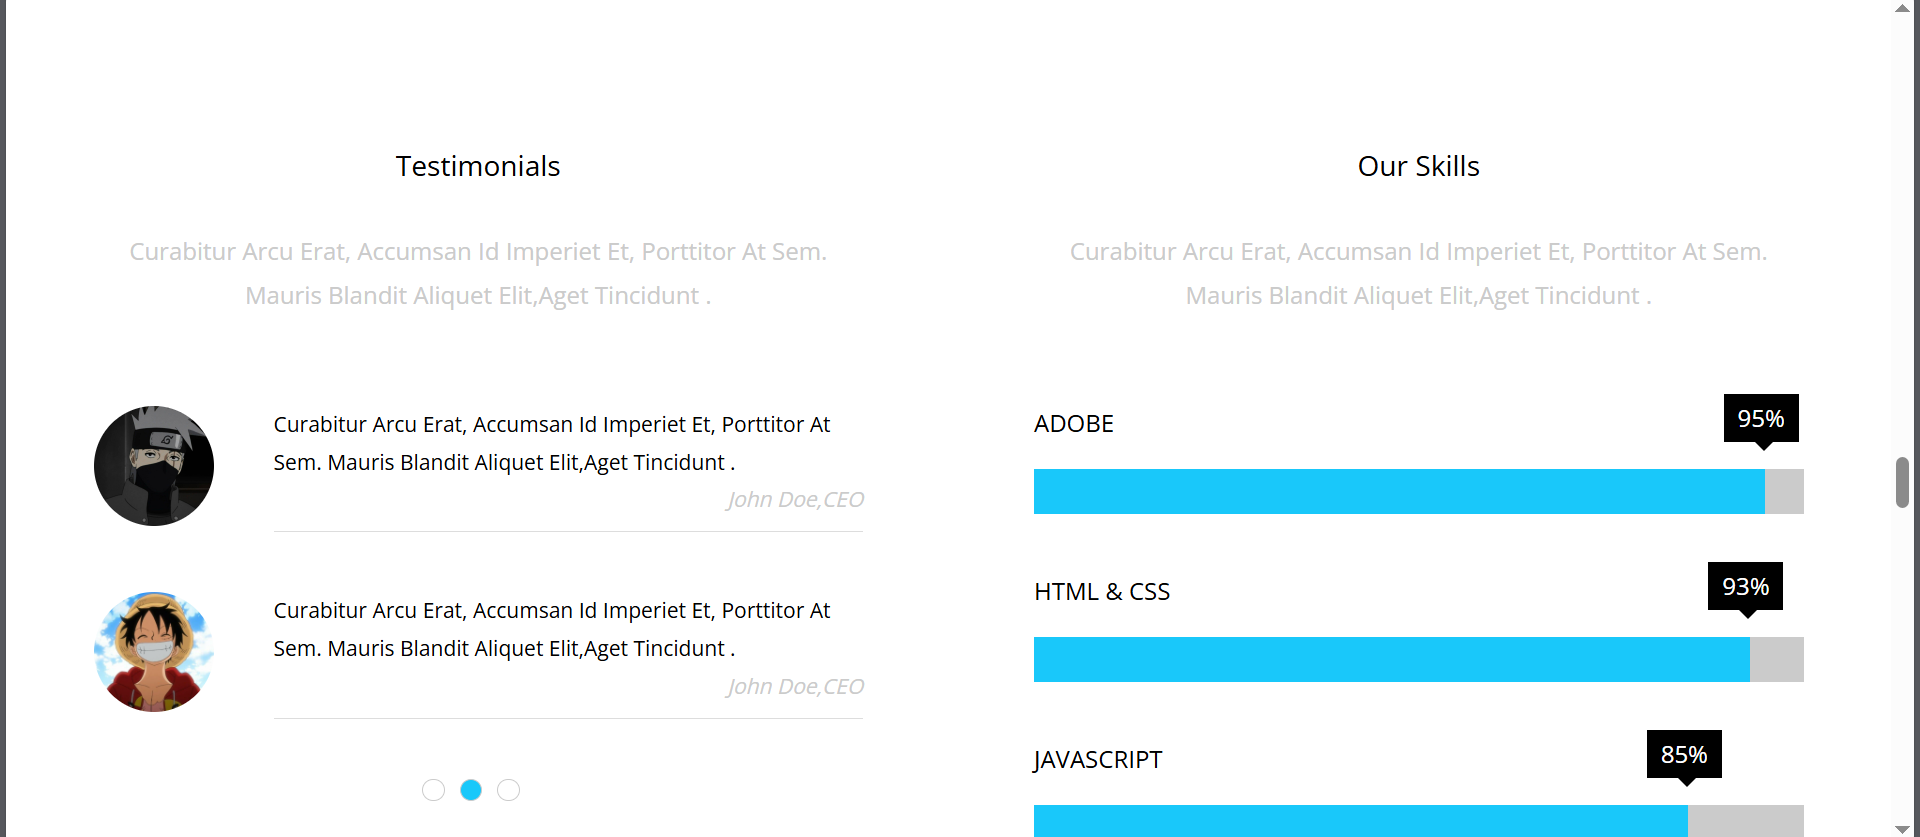 Testimonials
Curabitur Arcu Erat, Accumsan Id Imperiet Et, Porttitor At Sem.
Mauris Blandit Aliquet Elit,Aget Tincidunt .
Curabitur Arcu Erat, Accumsan Id Imperiet Et, Porttitor At
Sem. Mauris Blandit Aliquet Elit,Aget Tincidunt .
John Doe,CEO
Curabitur Arcu Erat, Accumsan Id Imperiet Et, Porttitor At
Sem. Mauris Blandit Aliquet Elit,Aget Tincidunt .
John Doe,CEO
Our Skills
Curabitur Arcu Erat, Accumsan Id Imperiet Et, Porttitor At Sem.
Mauris Blandit Aliquet Elit,Aget Tincidunt .
ADOBE
95%
HTML & CSS
93%
JAVASCRIPT
85%